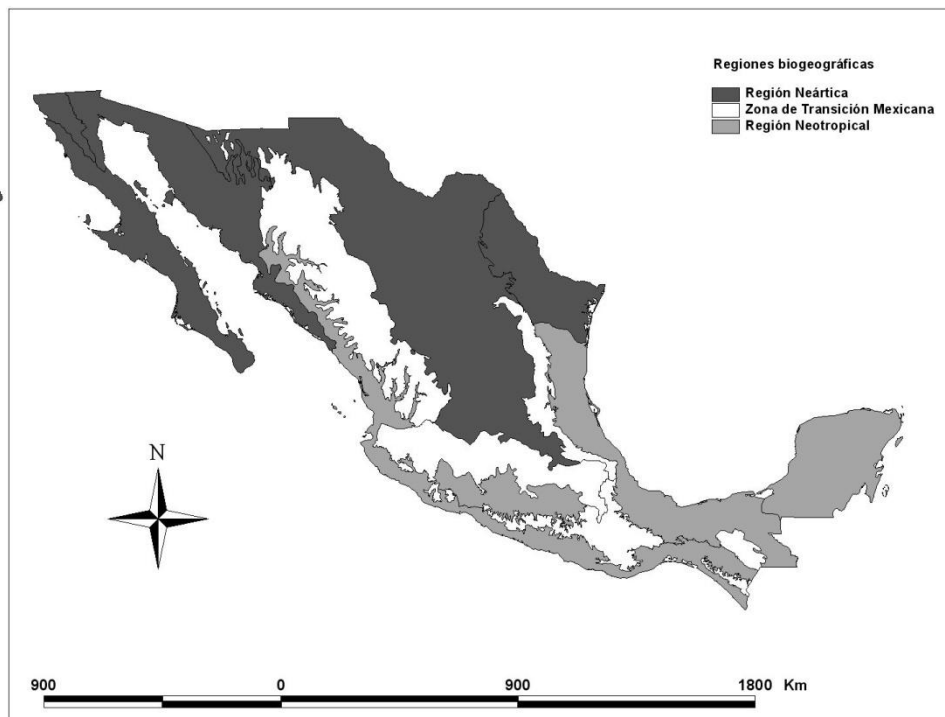 Regiones biogeográficas
Región Neártica
Zona de Transición Mexicana
Región Neotropical
N
900 0 900 1800 Km